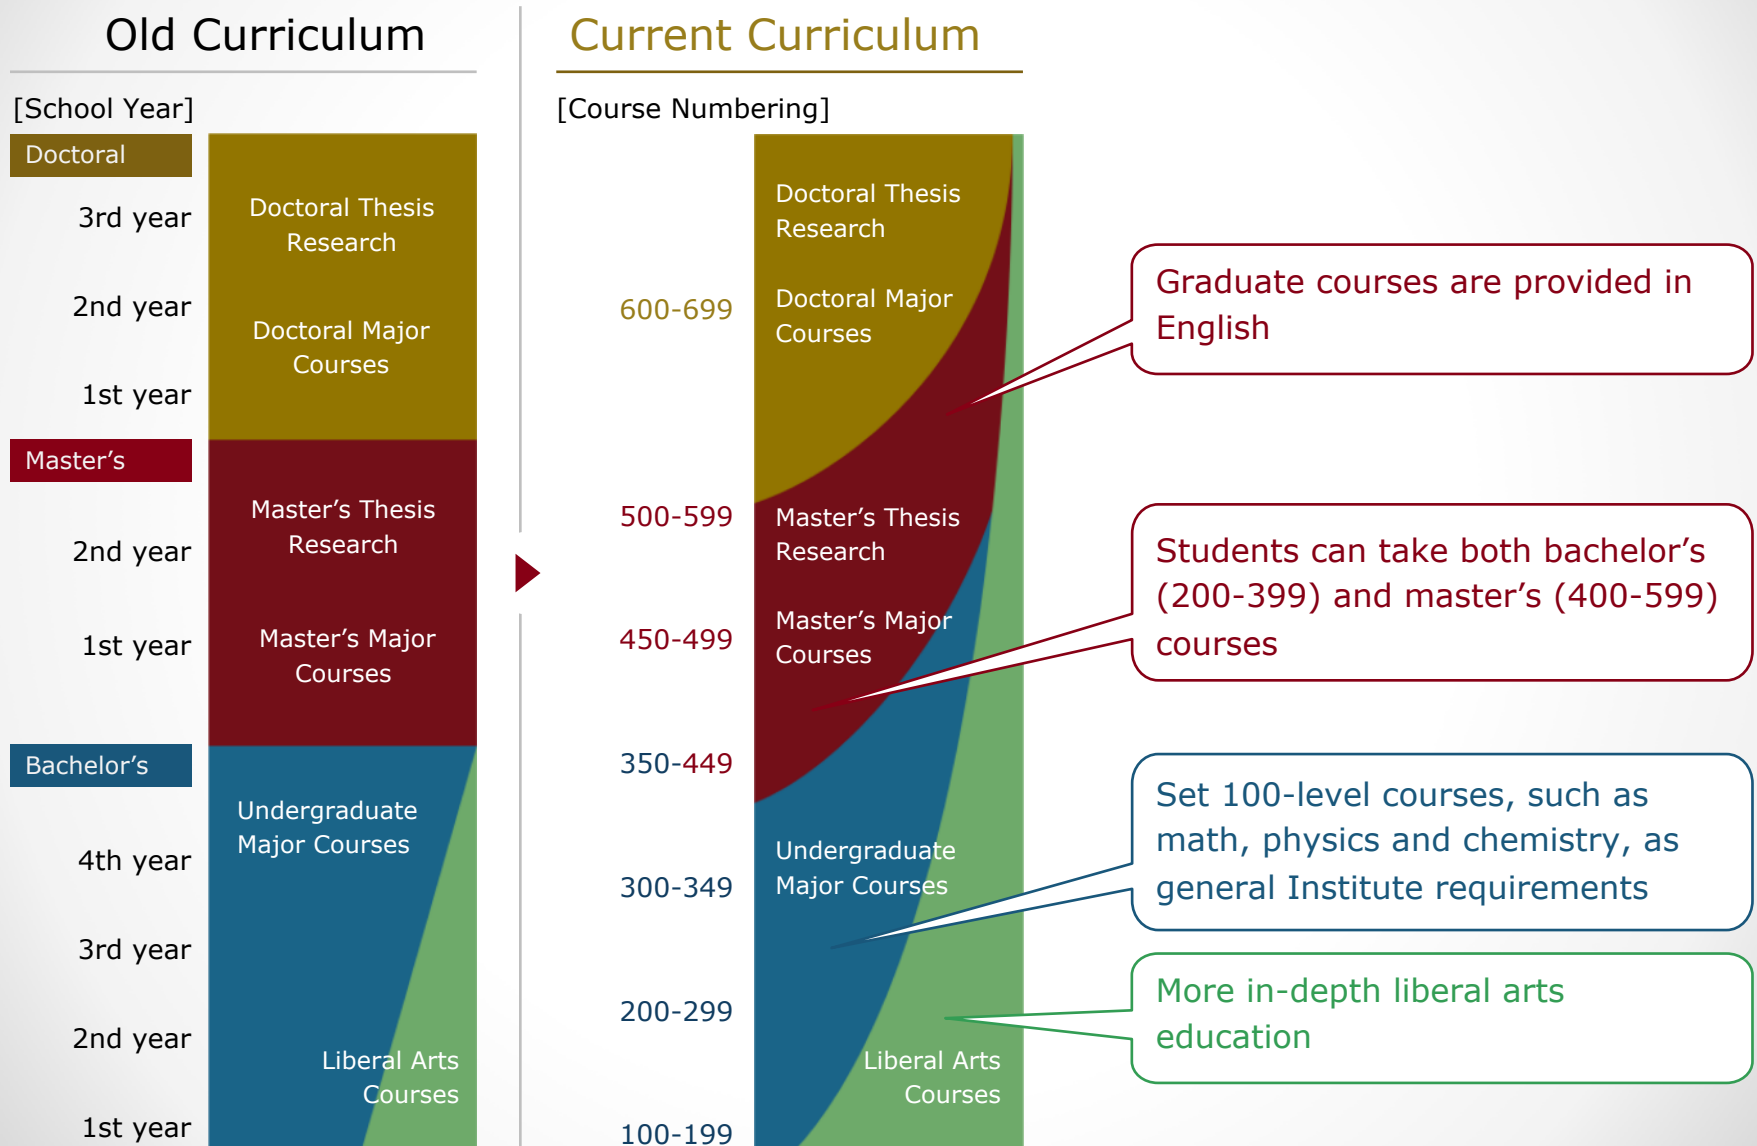 Old Curriculum
[School Year]
Doctoral
3rd year
2nd year
1st year
Master’s
2nd year
1st year
Bachelor’s
4th year
3rd year
2nd year
1st year
Doctoral Thesis
Research
Doctoral Major
Courses
Master’s Thesis
Research
Master’s Major
Courses
Undergraduate
Major Courses
Liberal Arts
Courses
Current Curriculum
[Course Numbering]
600-699
500-599
450-499
350-449
300-349
200-299
100-199
Doctoral Thesis
Research
Doctoral Major
Courses
Master’s Thesis
Research
Master’s Major
Courses
Undergraduate
Major Courses
Liberal Arts
Courses
Graduate courses are provided in
English
Students can take both bachelor’s
(200-399) and master’s (400-599)
courses
Set 100-level courses, such as
math, physics and chemistry, as
general Institute requirements
More in-depth liberal arts
education